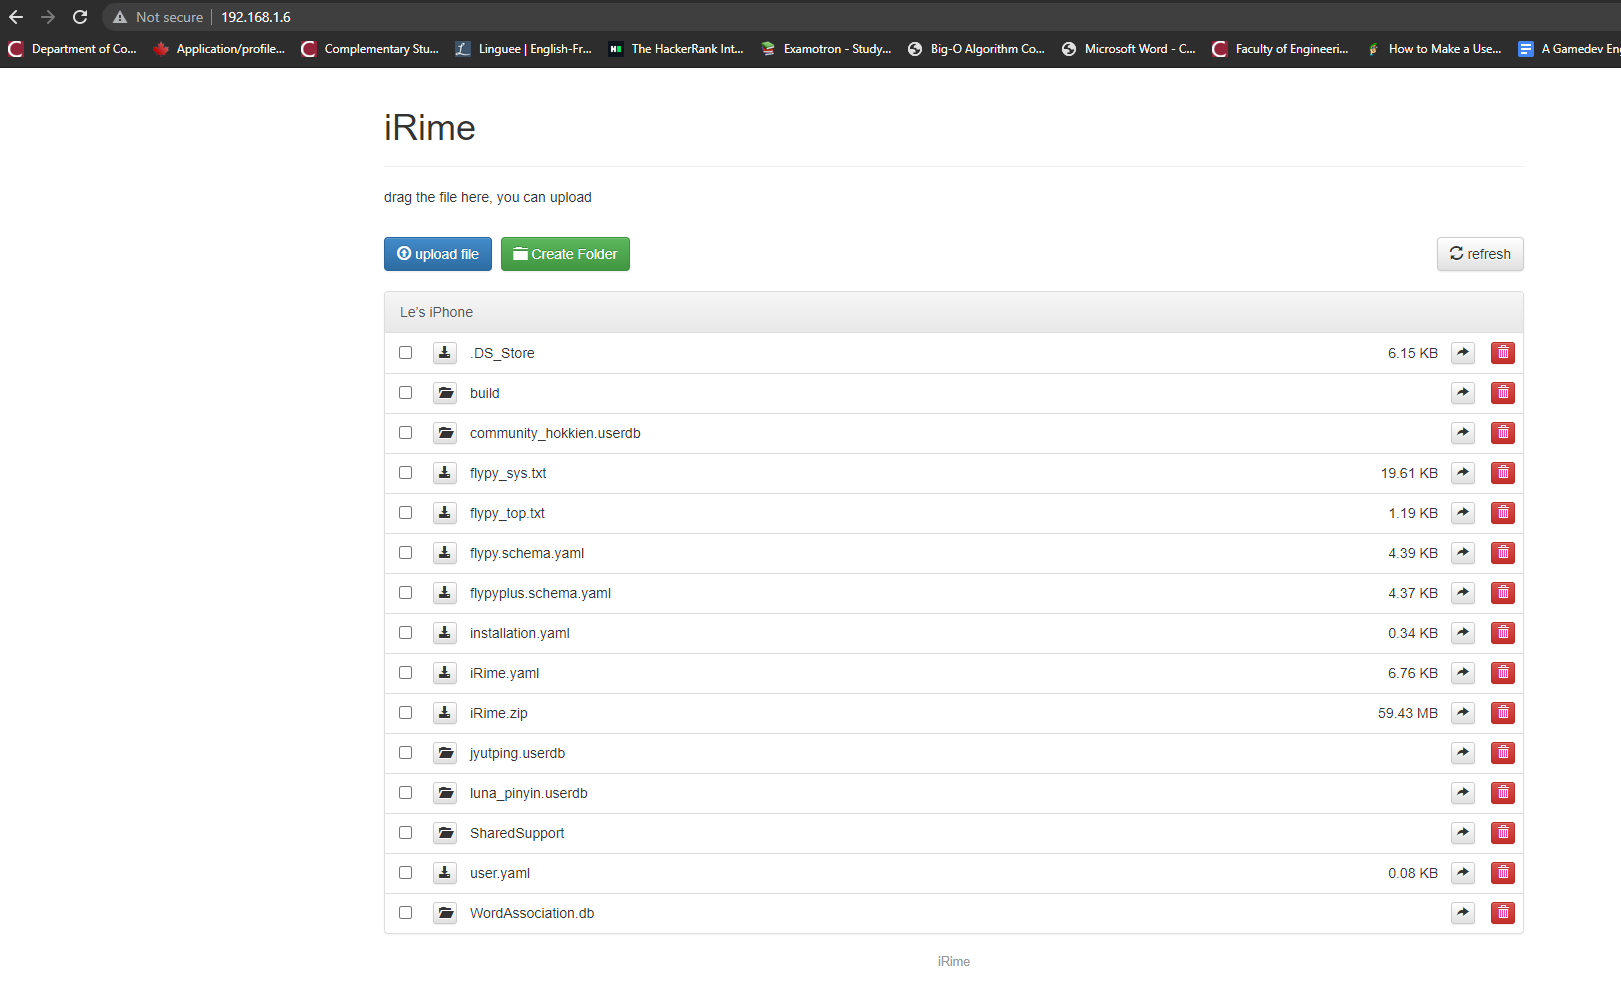 Not secure 192.168.1.6
Department of Co... Application/profile... Complementary Stu... Linguee | English-Fr... The HackerRank Int... Examotron - Study,... Big-O Algorithm Co... Microsoft Word - C... Faculty of Engineeri... How to Make a Use... A Gamedev En
iRime
drag the file here, you can upload
upload file Create Folder refresh
Le's iPhone
.DS_Store 6.15 KB
build
community_hokkien.userdb
flypy_sys.txt 19.61 KB
flypy_top.txt 1.19 KB
flypy.schema.yaml 4.39 KB
flypyplus.schema.yaml 4.37 KB
installation.yaml 0.34 KB
iRime.yaml 6.76 KB
iRime.zip 59.43 MB
jyutping.userdb
luna_pinyin.userdb
SharedSupport
user.yaml 0.08 KB
WordAssociation.db
iRime